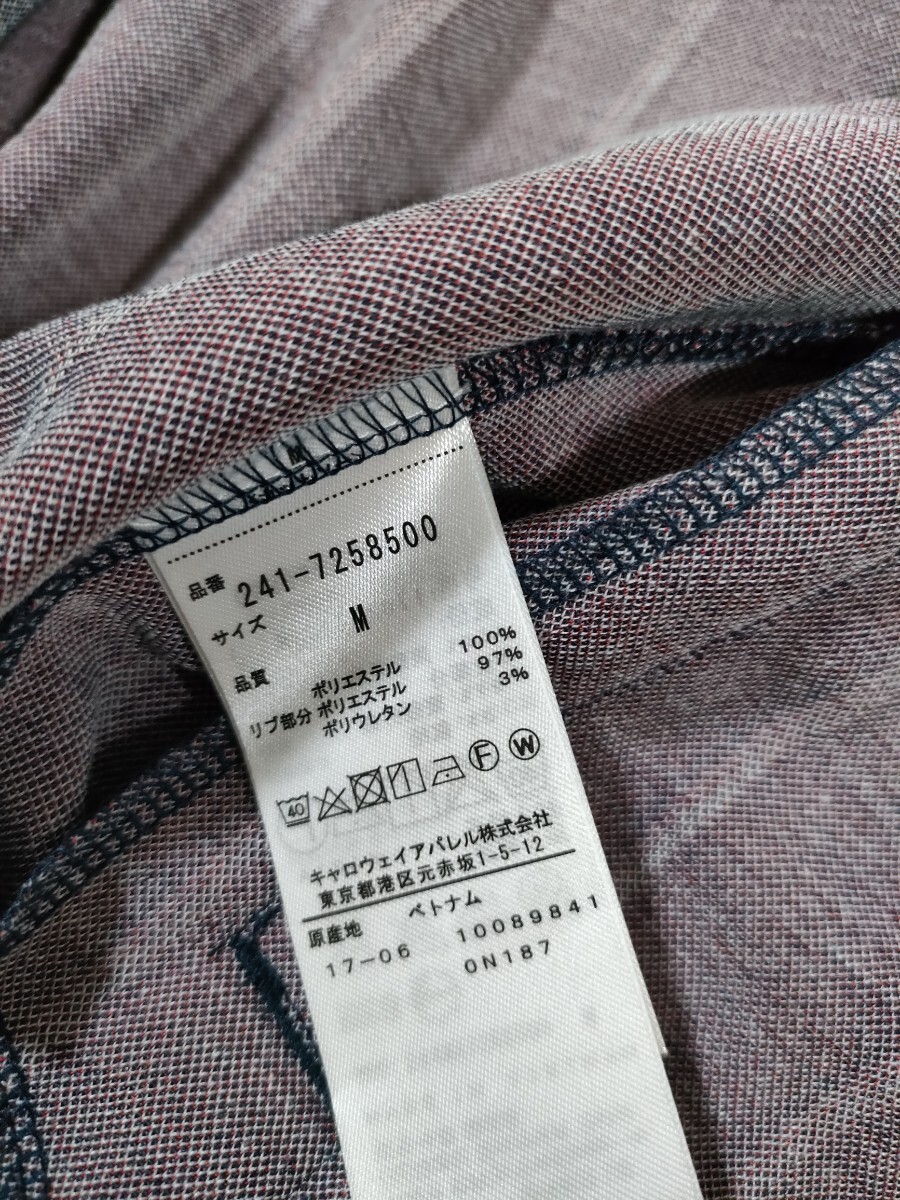 M
品番 241-7258500
サイズ M
品質 ポリエステル 100%
リブ部分 ポリエステル 97%
ポリウレタン 3%
40 F W
キャロウェイアパレル株式会社
東京都港区元赤坂1-5-12
原産地 ベトナム
17-06 10089841
0N187